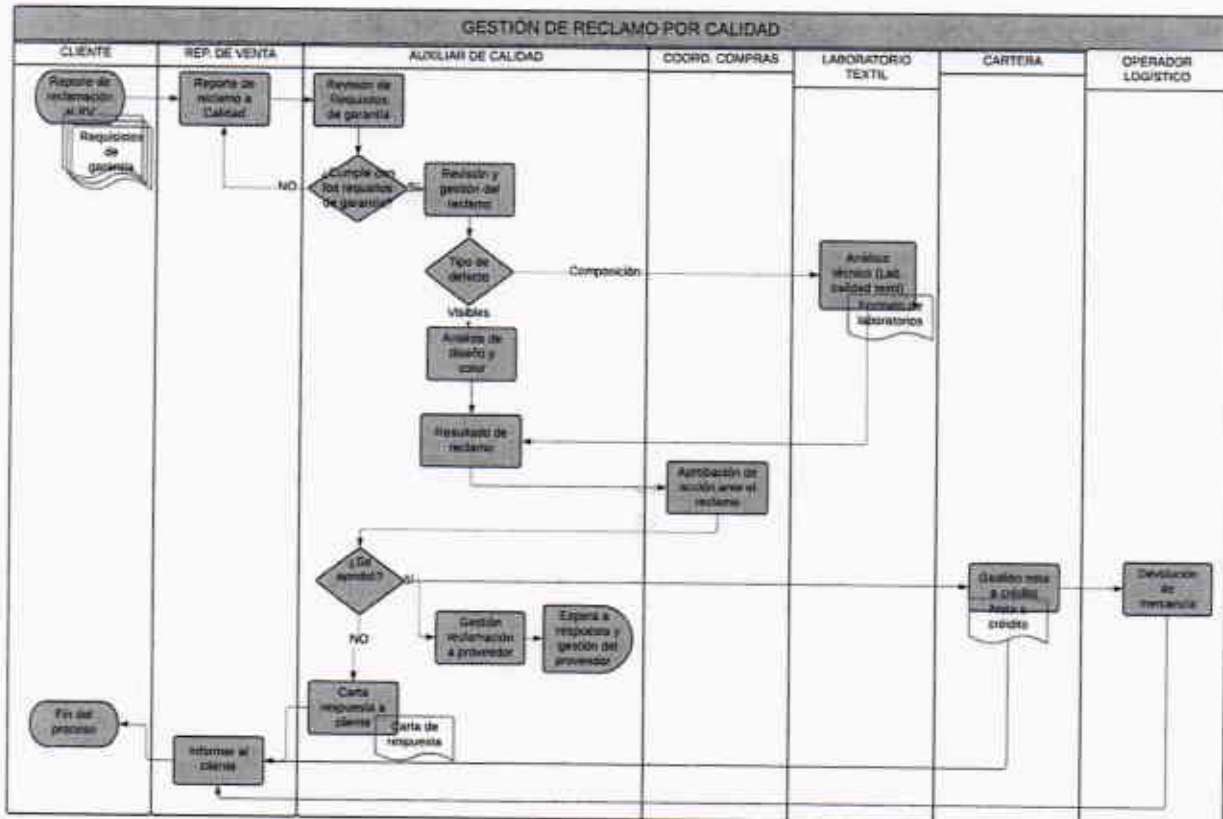 GESTIÓN DE RECLAMO POR CALIDAD
CLIENTE
REP. DE VENTA
AUXILIAR DE CALIDAD
COORD. COMPRAS
LABORATORIO
TEXTIL
CARTERA
OPERADOR
LOGÍSTICO
Reporte de
reclamación
al RV
Requisistos
de
garantía
Reporte de
reclamo a
Calidad
Revisión de
Requisitos
de garantía
¿Cumple con
los requisitos
de garantía?
NO
SI
Revisión y
gestión del
reclamo
Tipo de
defecto
Composición
Visibles
Análisis
técnico (Lab.
calidad textil)
Formato de
laboratorios
Análisis de
diseño y
color
Resultado de
reclamo
Aprobación de
acción ante el
reclamo
¿Se
aprobó?
SI
NO
Gestión
reclamación
a proveedor
Espera a
respuesta y
gestión del
proveedor
Gestión nota
a crédito
Nota a
crédito
Devolución
de
mercancía
Carta
respuesta a
cliente
Carta de
respuesta
Fin del
proceso
Informar al
cliente